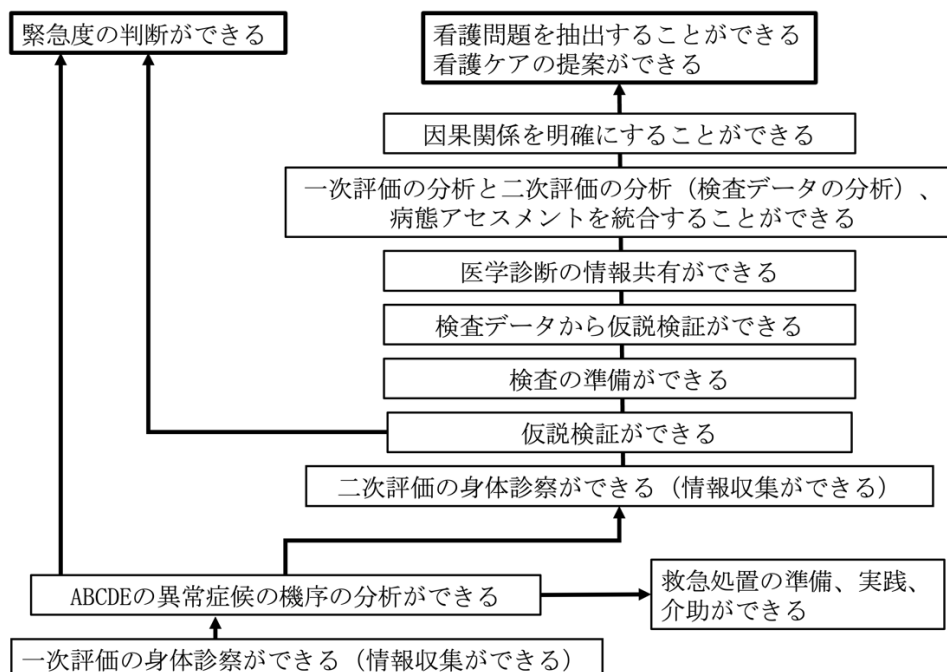 緊急度の判断ができる
看護問題を抽出することができる
看護ケアの提案ができる
因果関係を明確にすることができる
一次評価の分析と二次評価の分析（検査データの分析）、
病態アセスメントを統合することができる
医学診断の情報共有ができる
検査データから仮説検証ができる
検査の準備ができる
仮説検証ができる
二次評価の身体診察ができる（情報収集ができる）
ABCDEの異常症候の機序の分析ができる
救急処置の準備、実践、
介助ができる
一次評価の身体診察ができる（情報収集ができる）